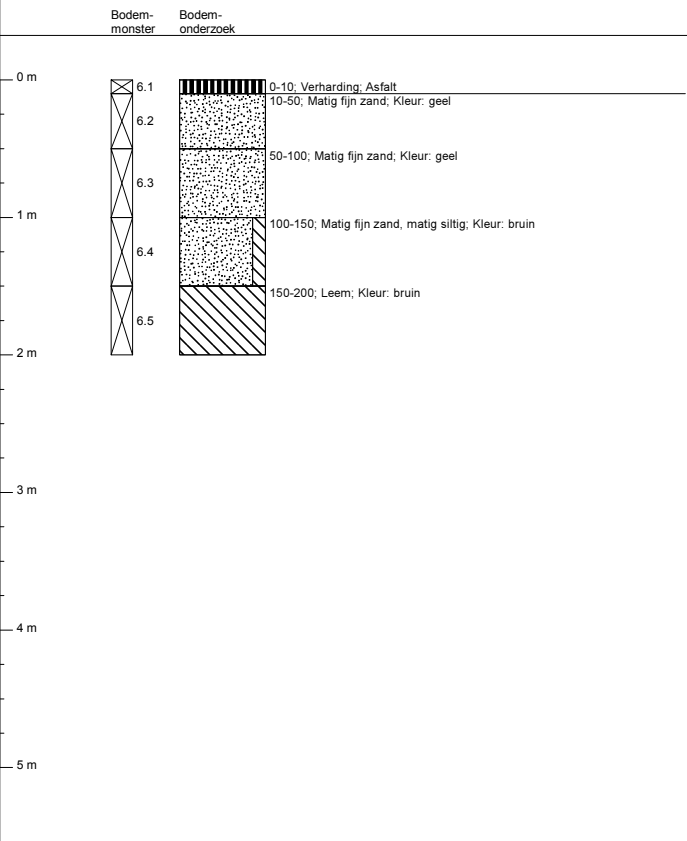 Bodem-
monster
Bodem-
onderzoek
0 m
6.1
0-10; Verharding; Asfalt
10-50; Matig fijn zand; Kleur: geel
6.2
50-100; Matig fijn zand; Kleur: geel
6.3
1 m
100-150; Matig fijn zand, matig siltig; Kleur: bruin
6.4
150-200; Leem; Kleur: bruin
6.5
2 m
3 m
4 m
5 m